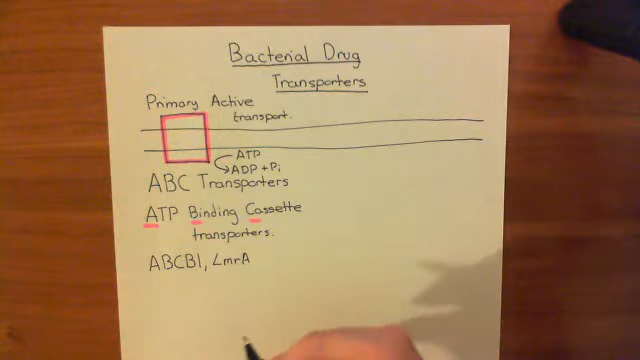 Bacterial Drug
Transporters
Primary Active
transport.
ATP
ADP + Pi
ABC Transporters
ATP Binding Cassette
transporters.
ABCB1, LmrA